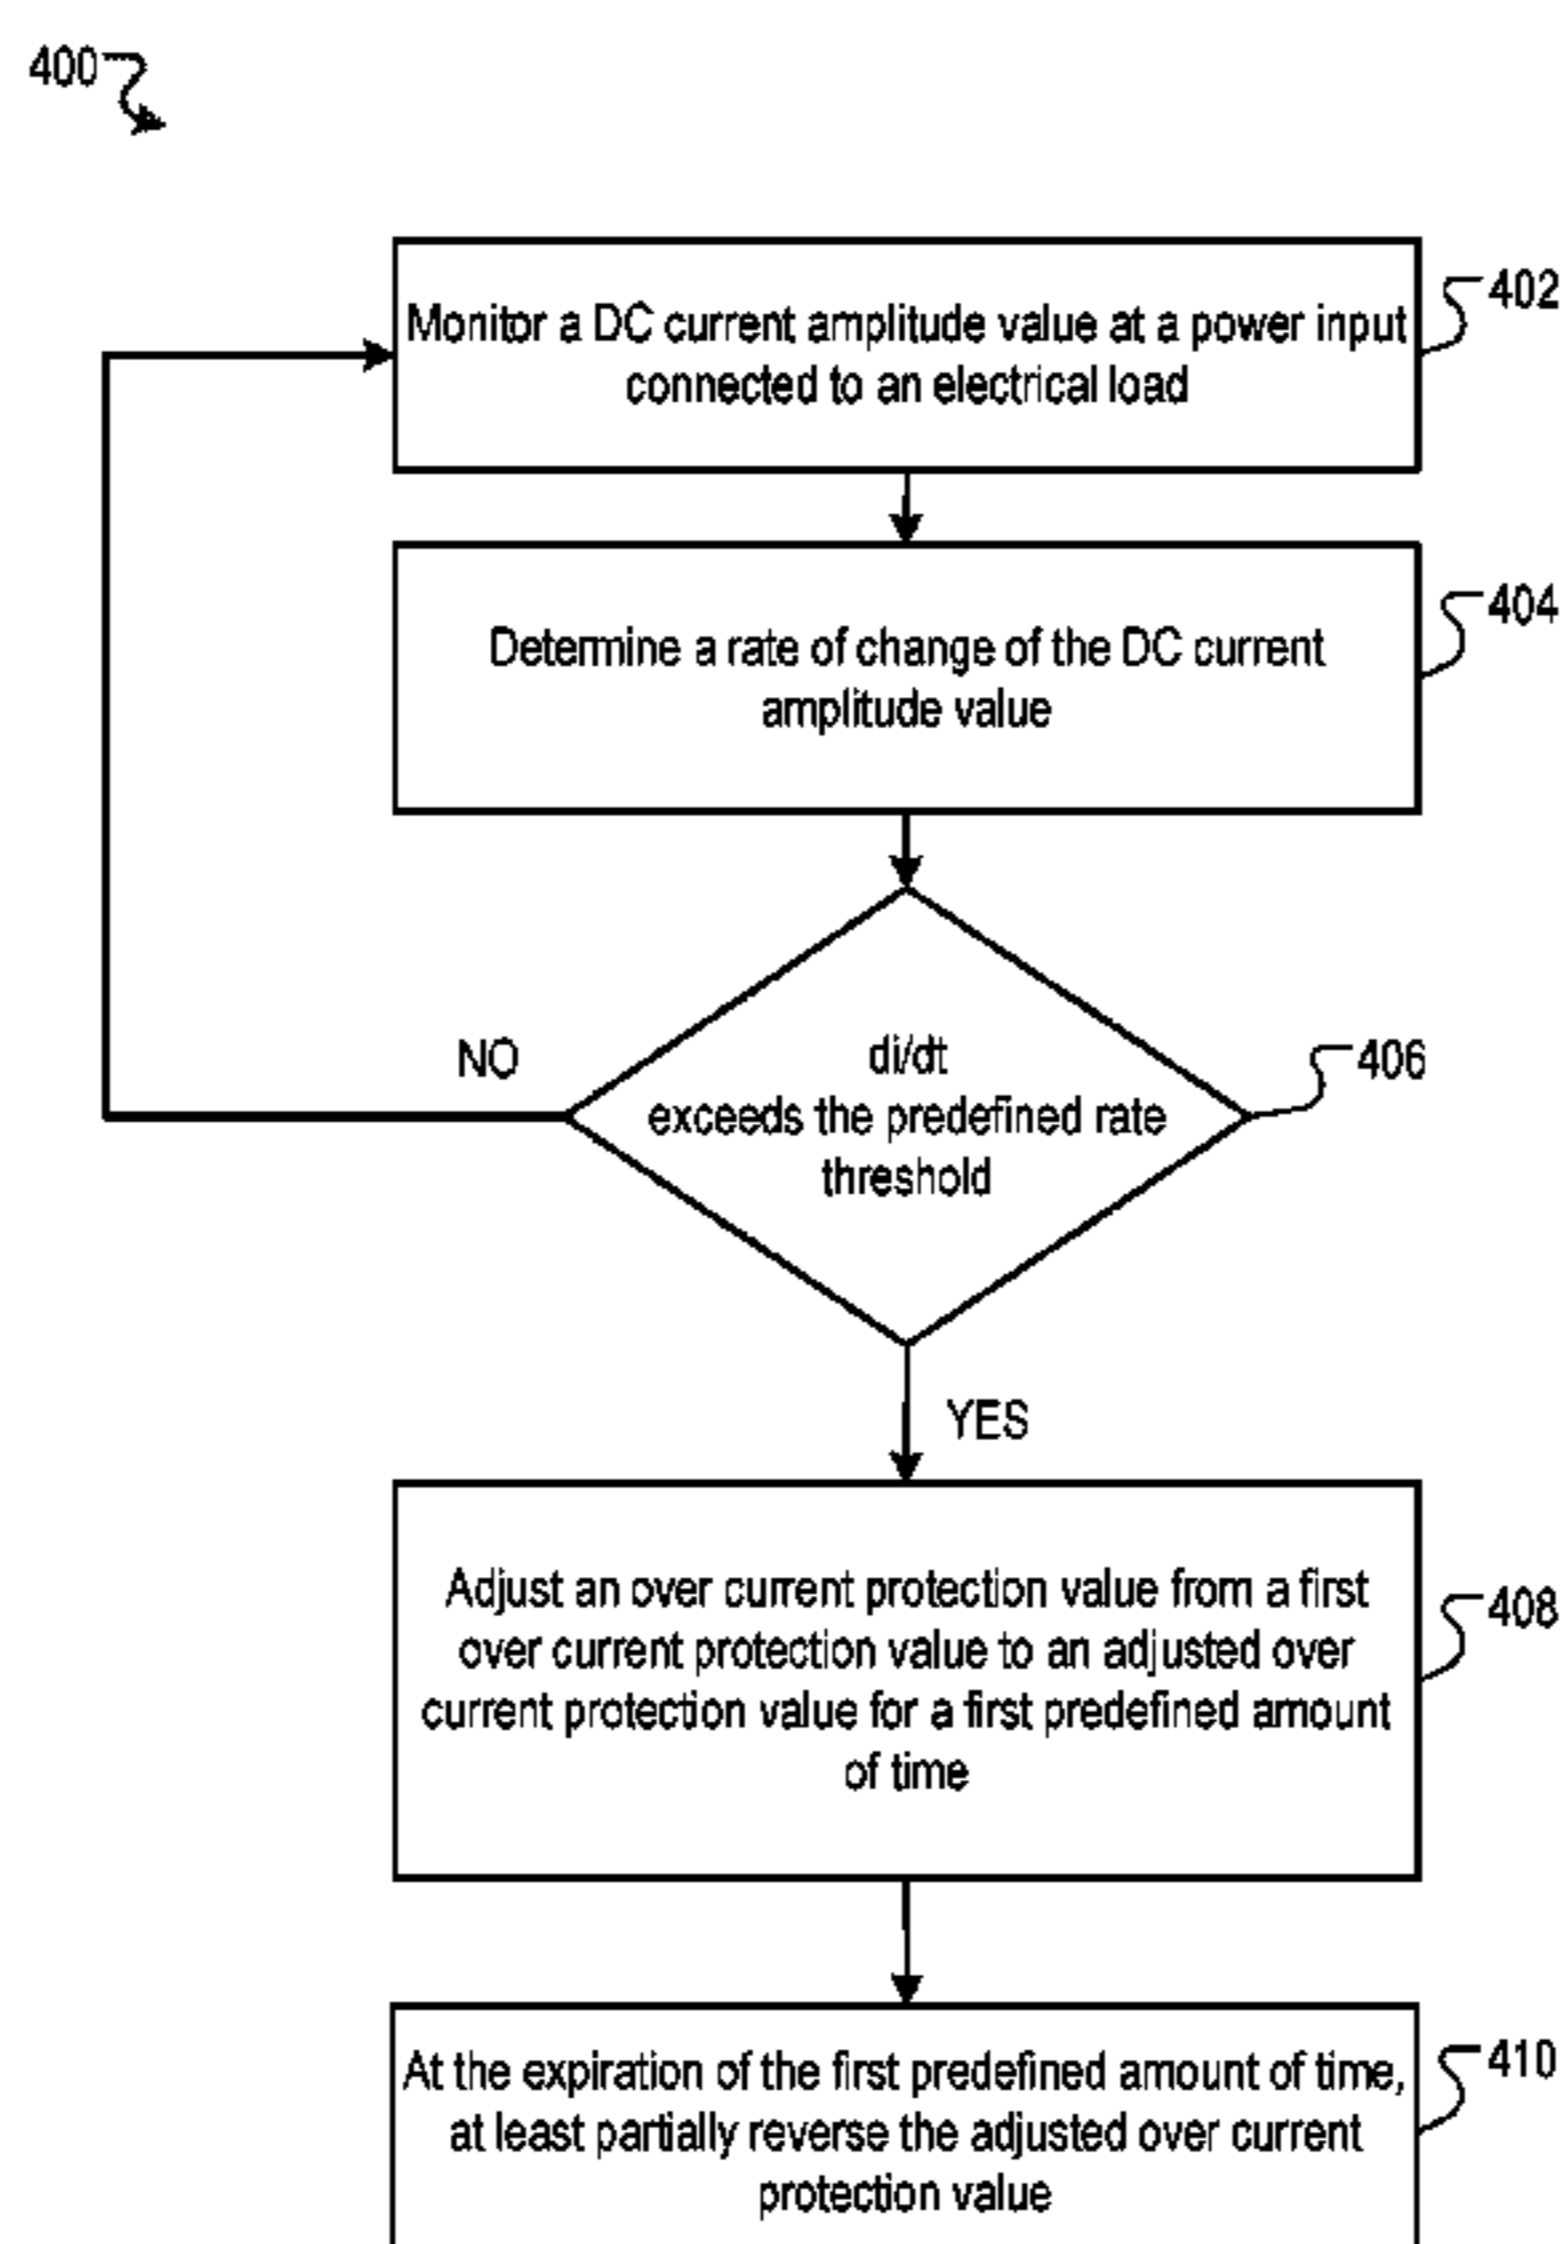 400
Monitor a DC current amplitude value at a power input
connected to an electrical load
402
Determine a rate of change of the DC current
amplitude value
404
NO
di/dt
exceeds the predefined rate
threshold
406
YES
Adjust an over current protection value from a first
over current protection value to an adjusted over
current protection value for a first predefined amount
of time
408
At the expiration of the first predefined amount of time,
at least partially reverse the adjusted over current
protection value
410